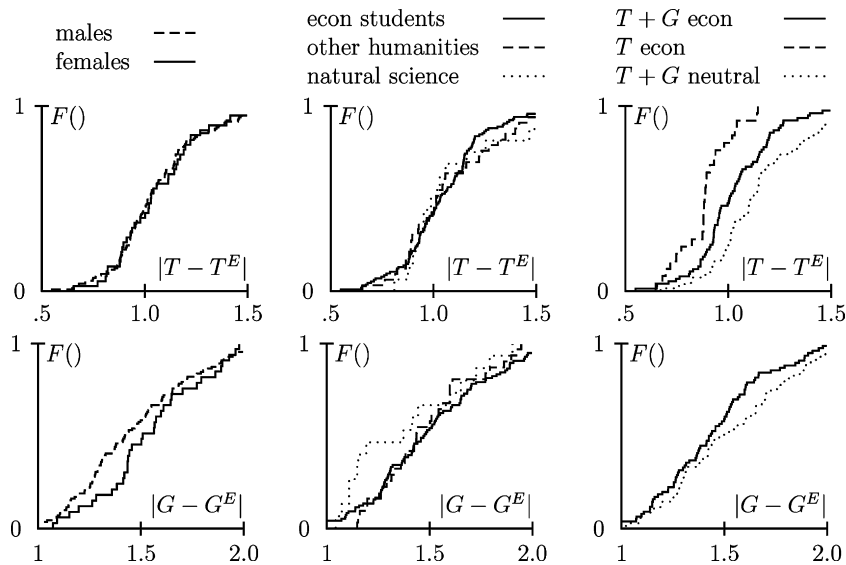 males
females
econ students
other humanities
natural science
T + G econ
T econ
T + G neutral
1
F()
|T − T^E|
0
.5
1.0
1.5
1
F()
|T − T^E|
0
.5
1.0
1.5
1
F()
|T − T^E|
0
.5
1.0
1.5
1
F()
|G − G^E|
0
1
1.5
2.0
1
F()
|G − G^E|
0
1
1.5
2.0
1
F()
|G − G^E|
0
1
1.5
2.0